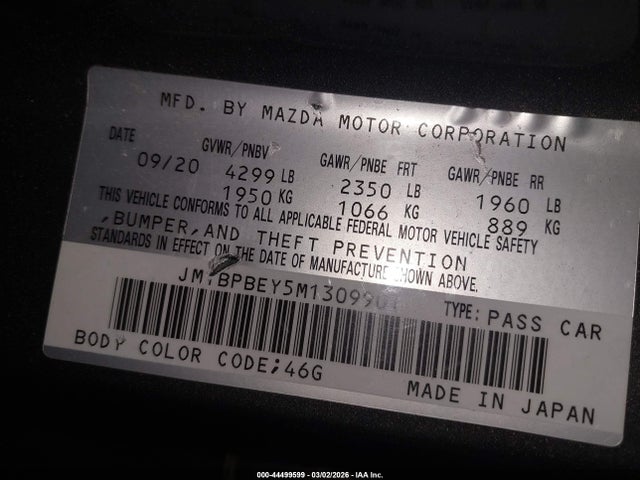 MFD. BY MAZDA MOTOR CORPORATION
DATE GVWR/PNBV GAWR/PNBE FRT GAWR/PNBE RR
09/20 4299 LB 2350 LB 1960 LB
1950 KG 1066 KG 889 KG
THIS VEHICLE CONFORMS TO ALL APPLICABLE FEDERAL MOTOR VEHICLE SAFETY
,BUMPER,AND THEFT PREVENTION
STANDARDS IN EFFECT ON THE DATE OF MANUFACTURE SHOWN ABOVE.
TYPE: PASS CAR
BODY COLOR CODE;46G
MADE IN JAPAN
000-44499599 — 03/02/2026 — IAA Inc.